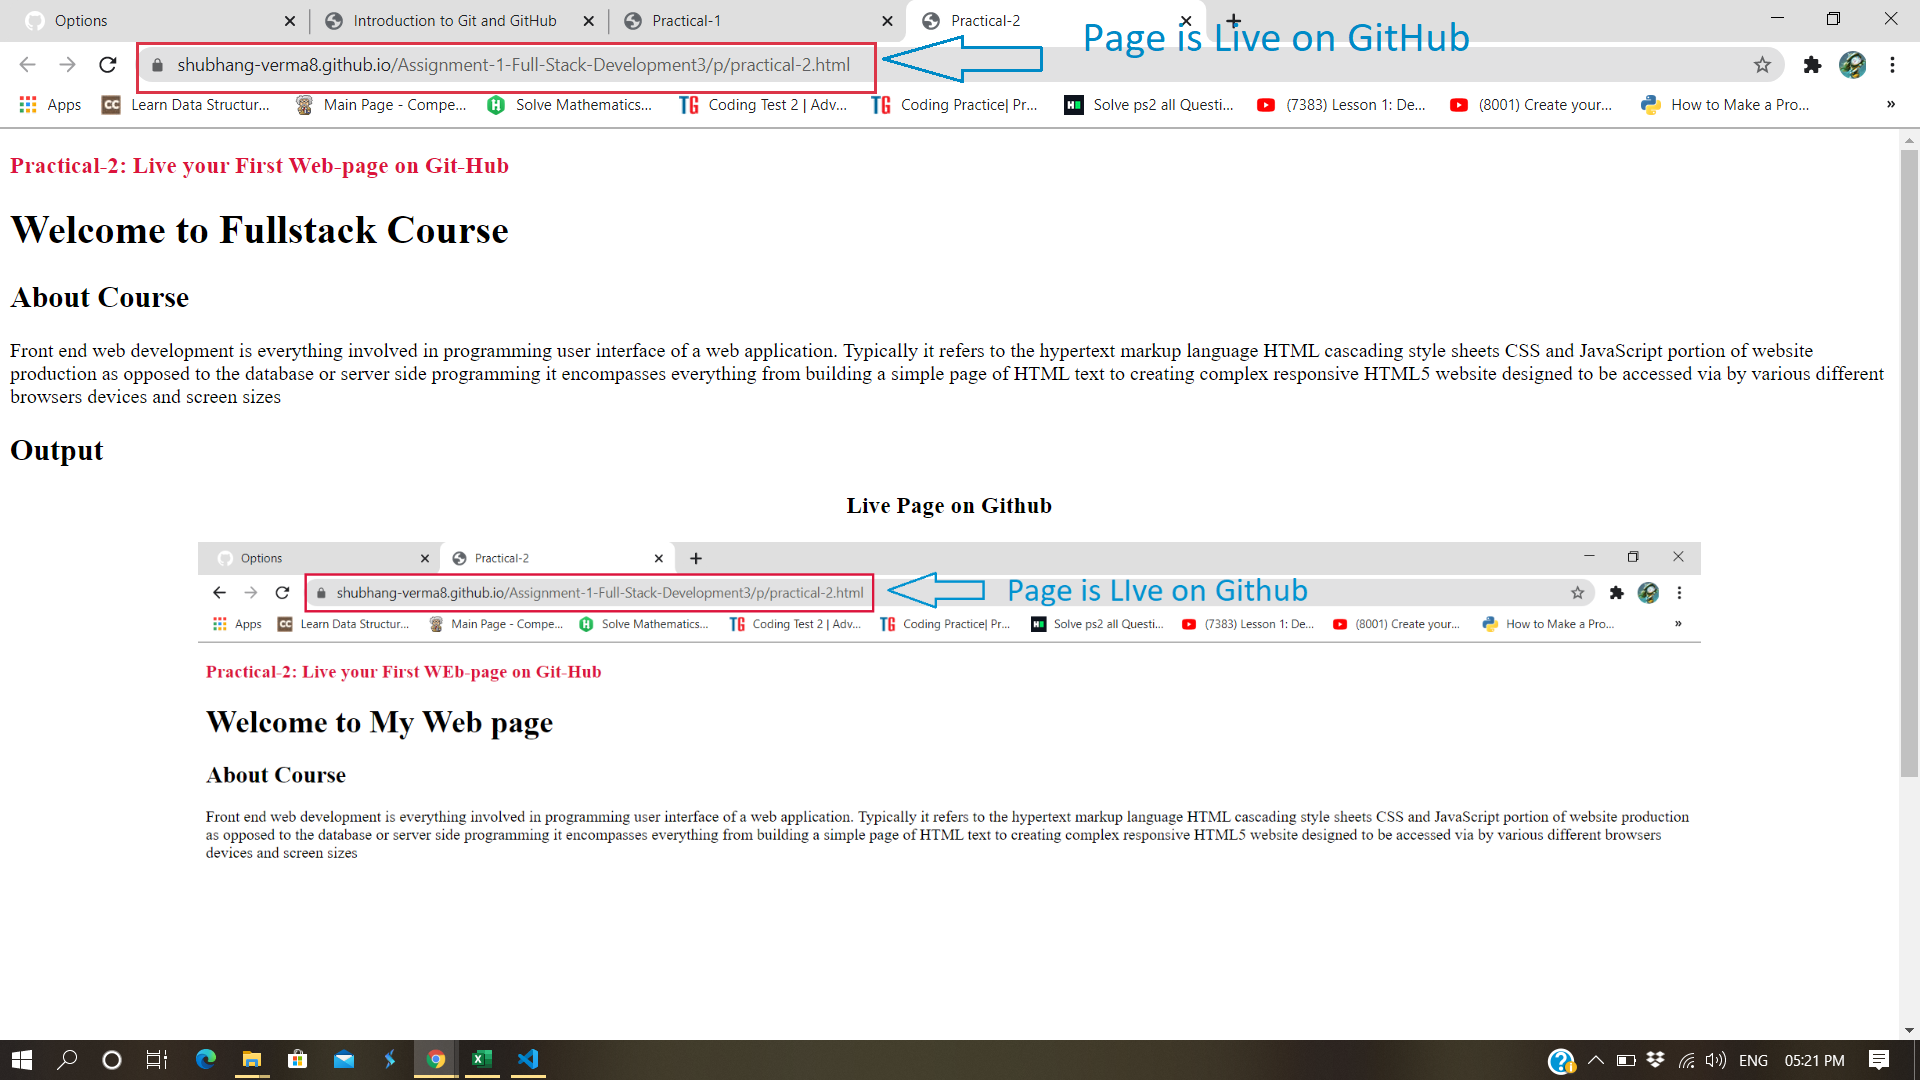 Options
Introduction to Git and GitHub
Practical-1
Practical-2
Page is Live on GitHub
shubhang-verma8.github.io/Assignment-1-Full-Stack-Development3/p/practical-2.html
Apps
CC Learn Data Structur...
Main Page - Compe...
H Solve Mathematics...
TG Coding Test 2 | Adv...
TG Coding Practice| Pr...
H Solve ps2 all Questi...
(7383) Lesson 1: De...
(8001) Create your...
How to Make a Pro...
»
Practical-2: Live your First Web-page on Git-Hub
Welcome to Fullstack Course
About Course
Front end web development is everything involved in programming user interface of a web application. Typically it refers to the hypertext markup language HTML cascading style sheets CSS and JavaScript portion of website
production as opposed to the database or server side programming it encompasses everything from building a simple page of HTML text to creating complex responsive HTML5 website designed to be accessed via by various different
browsers devices and screen sizes
Output
Live Page on Github
Options
Practical-2
shubhang-verma8.github.io/Assignment-1-Full-Stack-Development3/p/practical-2.html
Page is LIve on Github
Apps
CC Learn Data Structur...
Main Page - Compe...
H Solve Mathematics...
TG Coding Test 2 | Adv...
TG Coding Practice| Pr...
H Solve ps2 all Questi...
(7383) Lesson 1: De...
(8001) Create your...
How to Make a Pro...
»
Practical-2: Live your First WEb-page on Git-Hub
Welcome to My Web page
About Course
Front end web development is everything involved in programming user interface of a web application. Typically it refers to the hypertext markup language HTML cascading style sheets CSS and JavaScript portion of website production
as opposed to the database or server side programming it encompasses everything from building a simple page of HTML text to creating complex responsive HTML5 website designed to be accessed via by various different browsers
devices and screen sizes
ENG
05:21 PM